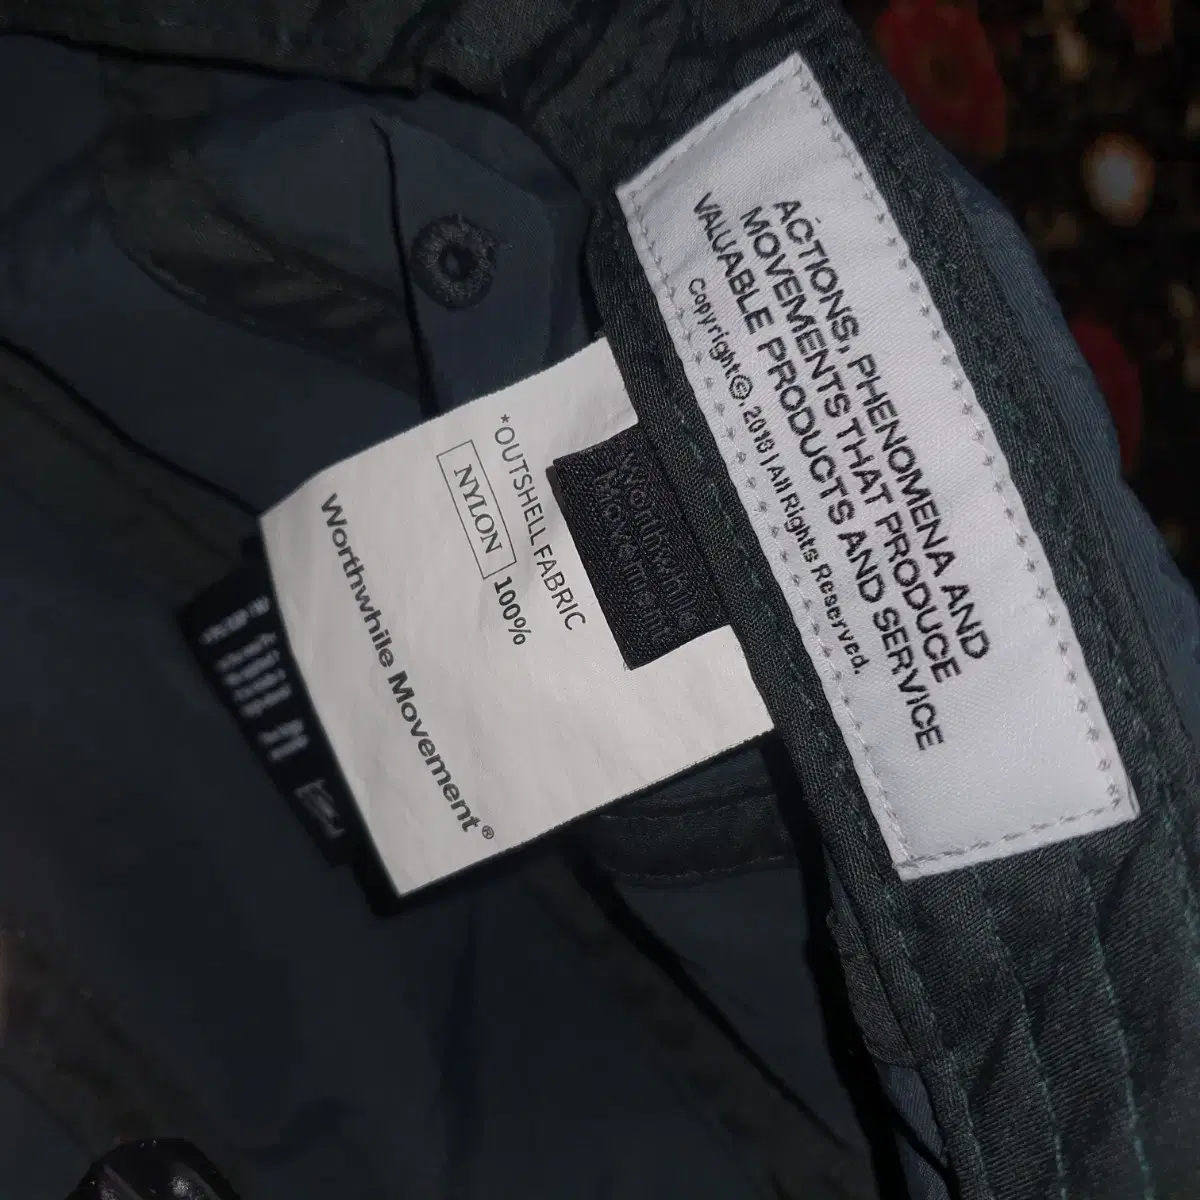 ACTIONS, PHENOMENA AND
MOVEMENTS THAT PRODUCE
VALUABLE PRODUCTS AND SERVICE
Copyright©, 2018 | All Rights Reserved.
Worthwhile
Movement
*OUTSHELL FABRIC
NYLON 100%
Worthwhile Movement®